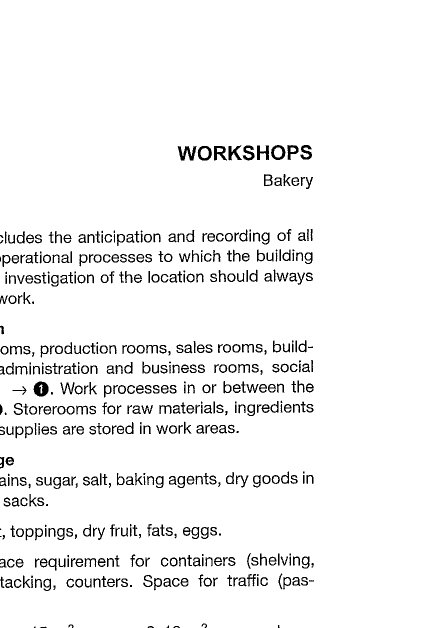 WORKSHOPS
Bakery
cludes the anticipation and recording of all
operational processes to which the building
investigation of the location should always
work.
oms, production rooms, sales rooms, build-
administration and business rooms, social
→ ❶. Work processes in or between the
. Storerooms for raw materials, ingredients
supplies are stored in work areas.
ge
ains, sugar, salt, baking agents, dry goods in
sacks.
, toppings, dry fruit, fats, eggs.
ace requirement for containers (shelving,
tacking, counters. Space for traffic (pas-